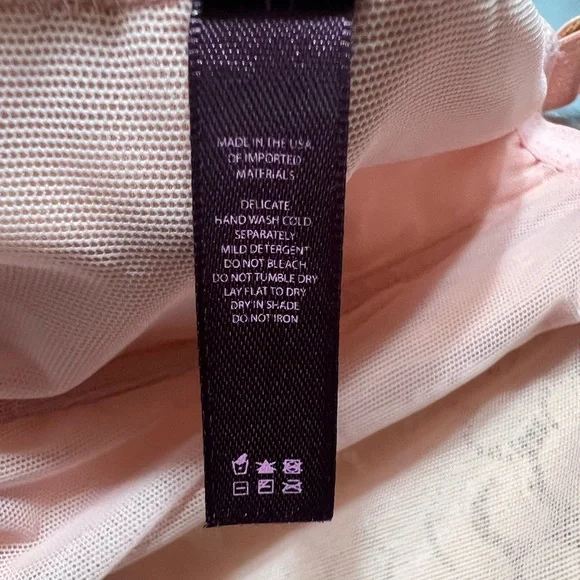 MADE IN THE USA
OF IMPORTED
MATERIALS
DELICATE
HAND WASH COLD
SEPARATELY
MILD DETERGENT
DO NOT BLEACH
DO NOT TUMBLE DRY
LAY FLAT TO DRY
DRY IN SHADE
DO NOT IRON